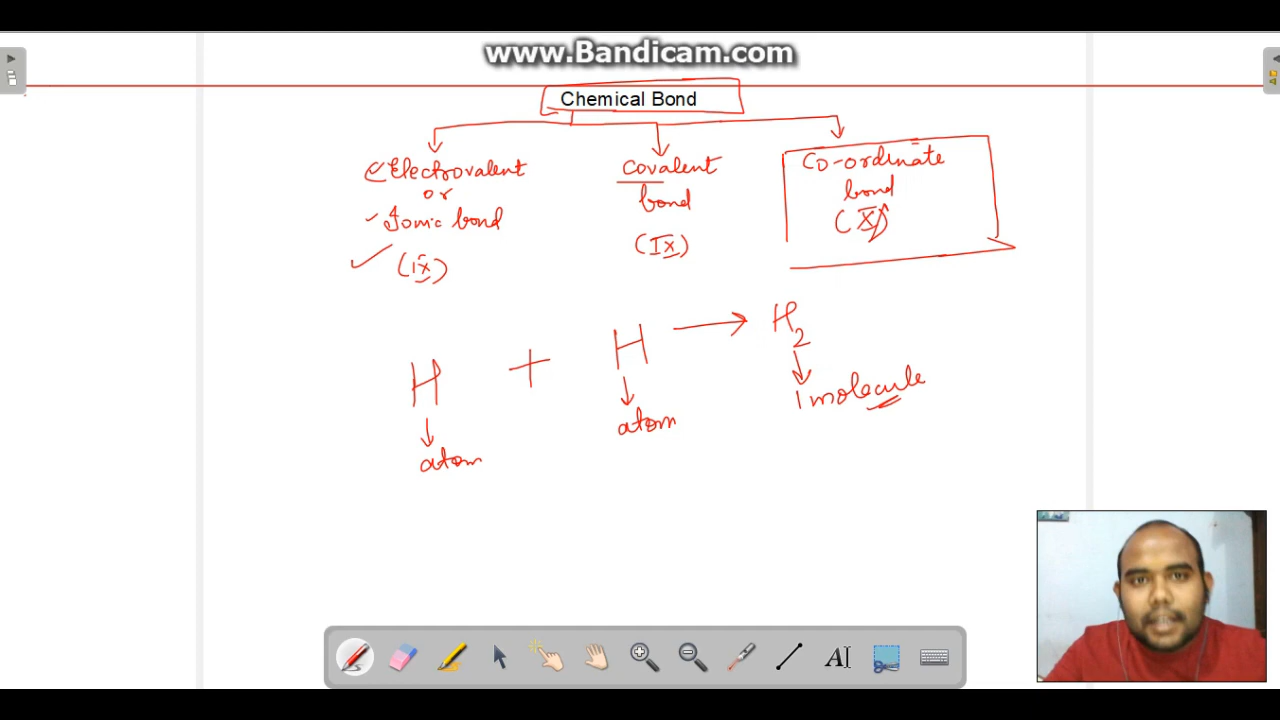 www.Bandicam.com
Chemical Bond
Electrovalent
or
Ionic bond
(IX)
Covalent
bond
(IX)
Co-ordinate
bond
(X)
H + H → H2
atom
atom
1 molecule
AI